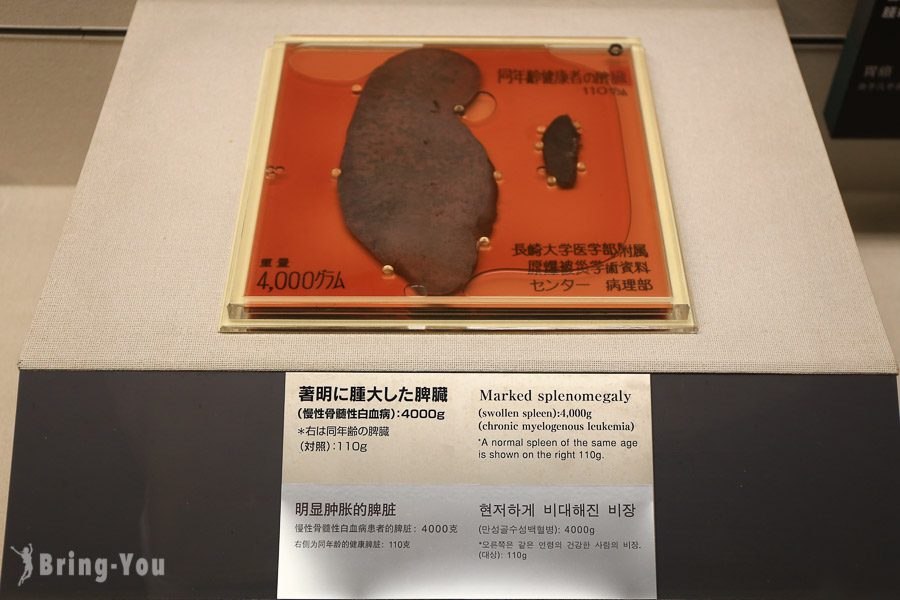 同年齢健康者の脾臓
110グラム
重量
4,000グラム
長崎大学医学部附属
原爆被災学術資料
センター 病理部
著明に腫大した脾臓
(慢性骨髄性白血病):4000g
*右は同年齢の脾臓
(対照):110g
Marked splenomegaly
(swollen spleen):4,000g
(chronic myelogenous leukemia)
*A normal spleen of the same age
is shown on the right 110g.
明显肿胀的脾脏
慢性骨髓性白血病患者的脾脏: 4000克
右侧为同年龄的健康脾脏: 110克
현저하게 비대해진 비장
(만성골수성백혈병): 4000g
*오른쪽은 같은 연령의 건강한 사람의 비장.
(대상): 110g
胃癌
Bring-You